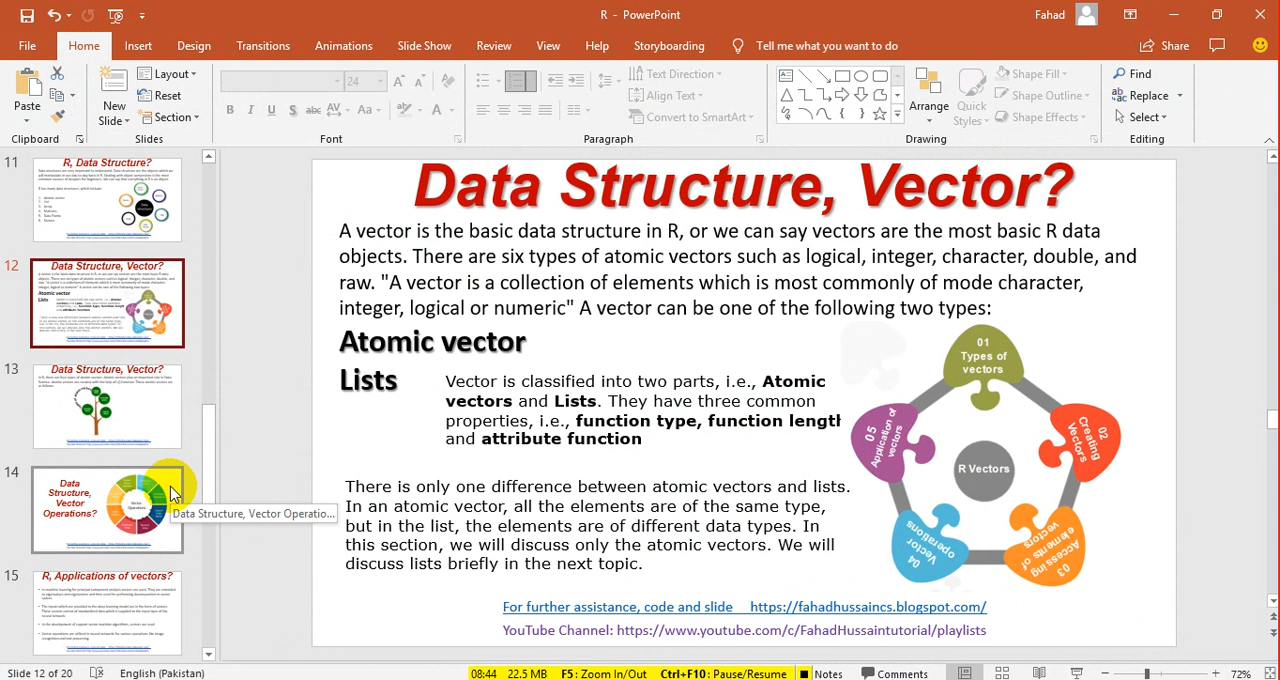 R - PowerPoint
Fahad
File Home Insert Design Transitions Animations Slide Show Review View Help Storyboarding Tell me what you want to do Share
Paste
Clipboard
New Slide
Layout
Reset
Section
Slides
24
B I U S abc AV Aa A
Font
Text Direction
Align Text
Convert to SmartArt
Paragraph
Arrange
Quick Styles
Shape Fill
Shape Outline
Shape Effects
Drawing
Find
Replace
Select
Editing
11
R, Data Structure?
12
Data Structure, Vector?
Atomic vector
Lists
13
Data Structure, Vector?
14
Data
Structure,
Vector
Operations?
Data Structure, Vector Operatio...
15
R, Applications of vectors?
Data Structure, Vector?
A vector is the basic data structure in R, or we can say vectors are the most basic R data
objects. There are six types of atomic vectors such as logical, integer, character, double, and
raw. "A vector is a collection of elements which is most commonly of mode character,
integer, logical or numeric" A vector can be one of the following two types:
Atomic vector
Lists
Vector is classified into two parts, i.e., Atomic
vectors and Lists. They have three common
properties, i.e., function type, function length
and attribute function
There is only one difference between atomic vectors and lists.
In an atomic vector, all the elements are of the same type,
but in the list, the elements are of different data types. In
this section, we will discuss only the atomic vectors. We will
discuss lists briefly in the next topic.
01
Types of
vectors
02
Creating
Vectors
03
Accessing
elements of
vectors
04
Vector
operations
05
Application of
vectors
R Vectors
For further assistance, code and slide https://fahadhussaincs.blogspot.com/
YouTube Channel: https://www.youtube.com/c/FahadHussaintutorial/playlists
Slide 12 of 20
English (Pakistan)
08:44 22.5 MB F5: Zoom In/Out Ctrl+F10: Pause/Resume
Notes
Comments
72%